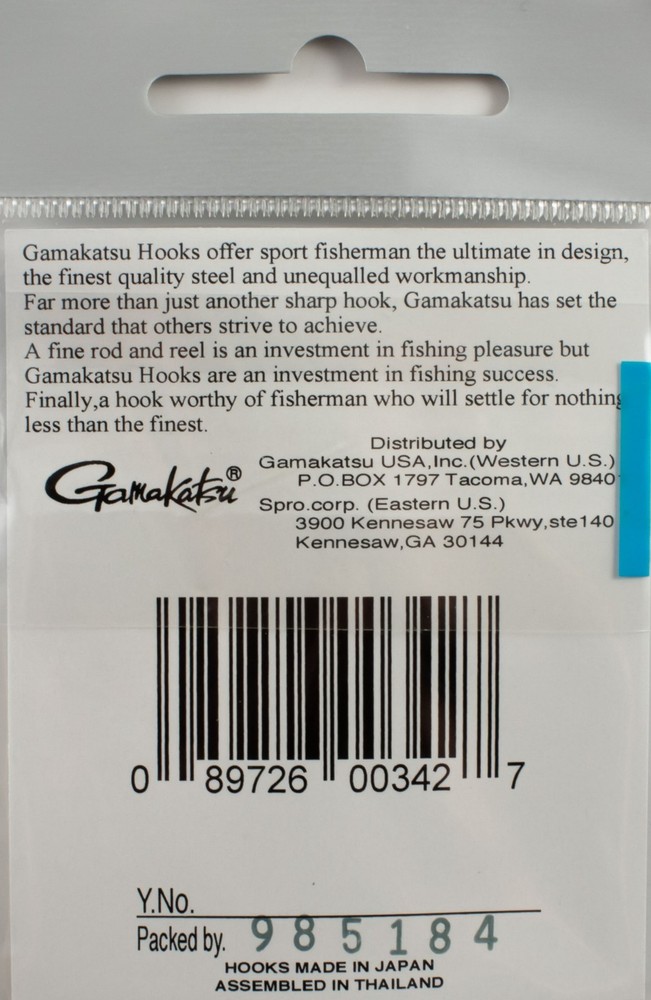 Gamakatsu Hooks offer sport fisherman the ultimate in design,
the finest quality steel and unequalled workmanship.
Far more than just another sharp hook, Gamakatsu has set the
standard that others strive to achieve.
A fine rod and reel is an investment in fishing pleasure but
Gamakatsu Hooks are an investment in fishing success.
Finally,a hook worthy of fisherman who will settle for nothing
less than the finest.
Distributed by
Gamakatsu USA,Inc.(Western U.S.)
P.O.BOX 1797 Tacoma,WA 9840
Spro.corp. (Eastern U.S.)
3900 Kennesaw 75 Pkwy,ste140
Kennesaw,GA 30144
Gamakatsu®
0 89726 00342 7
Y.No.
Packed by. 985184
HOOKS MADE IN JAPAN
ASSEMBLED IN THAILAND